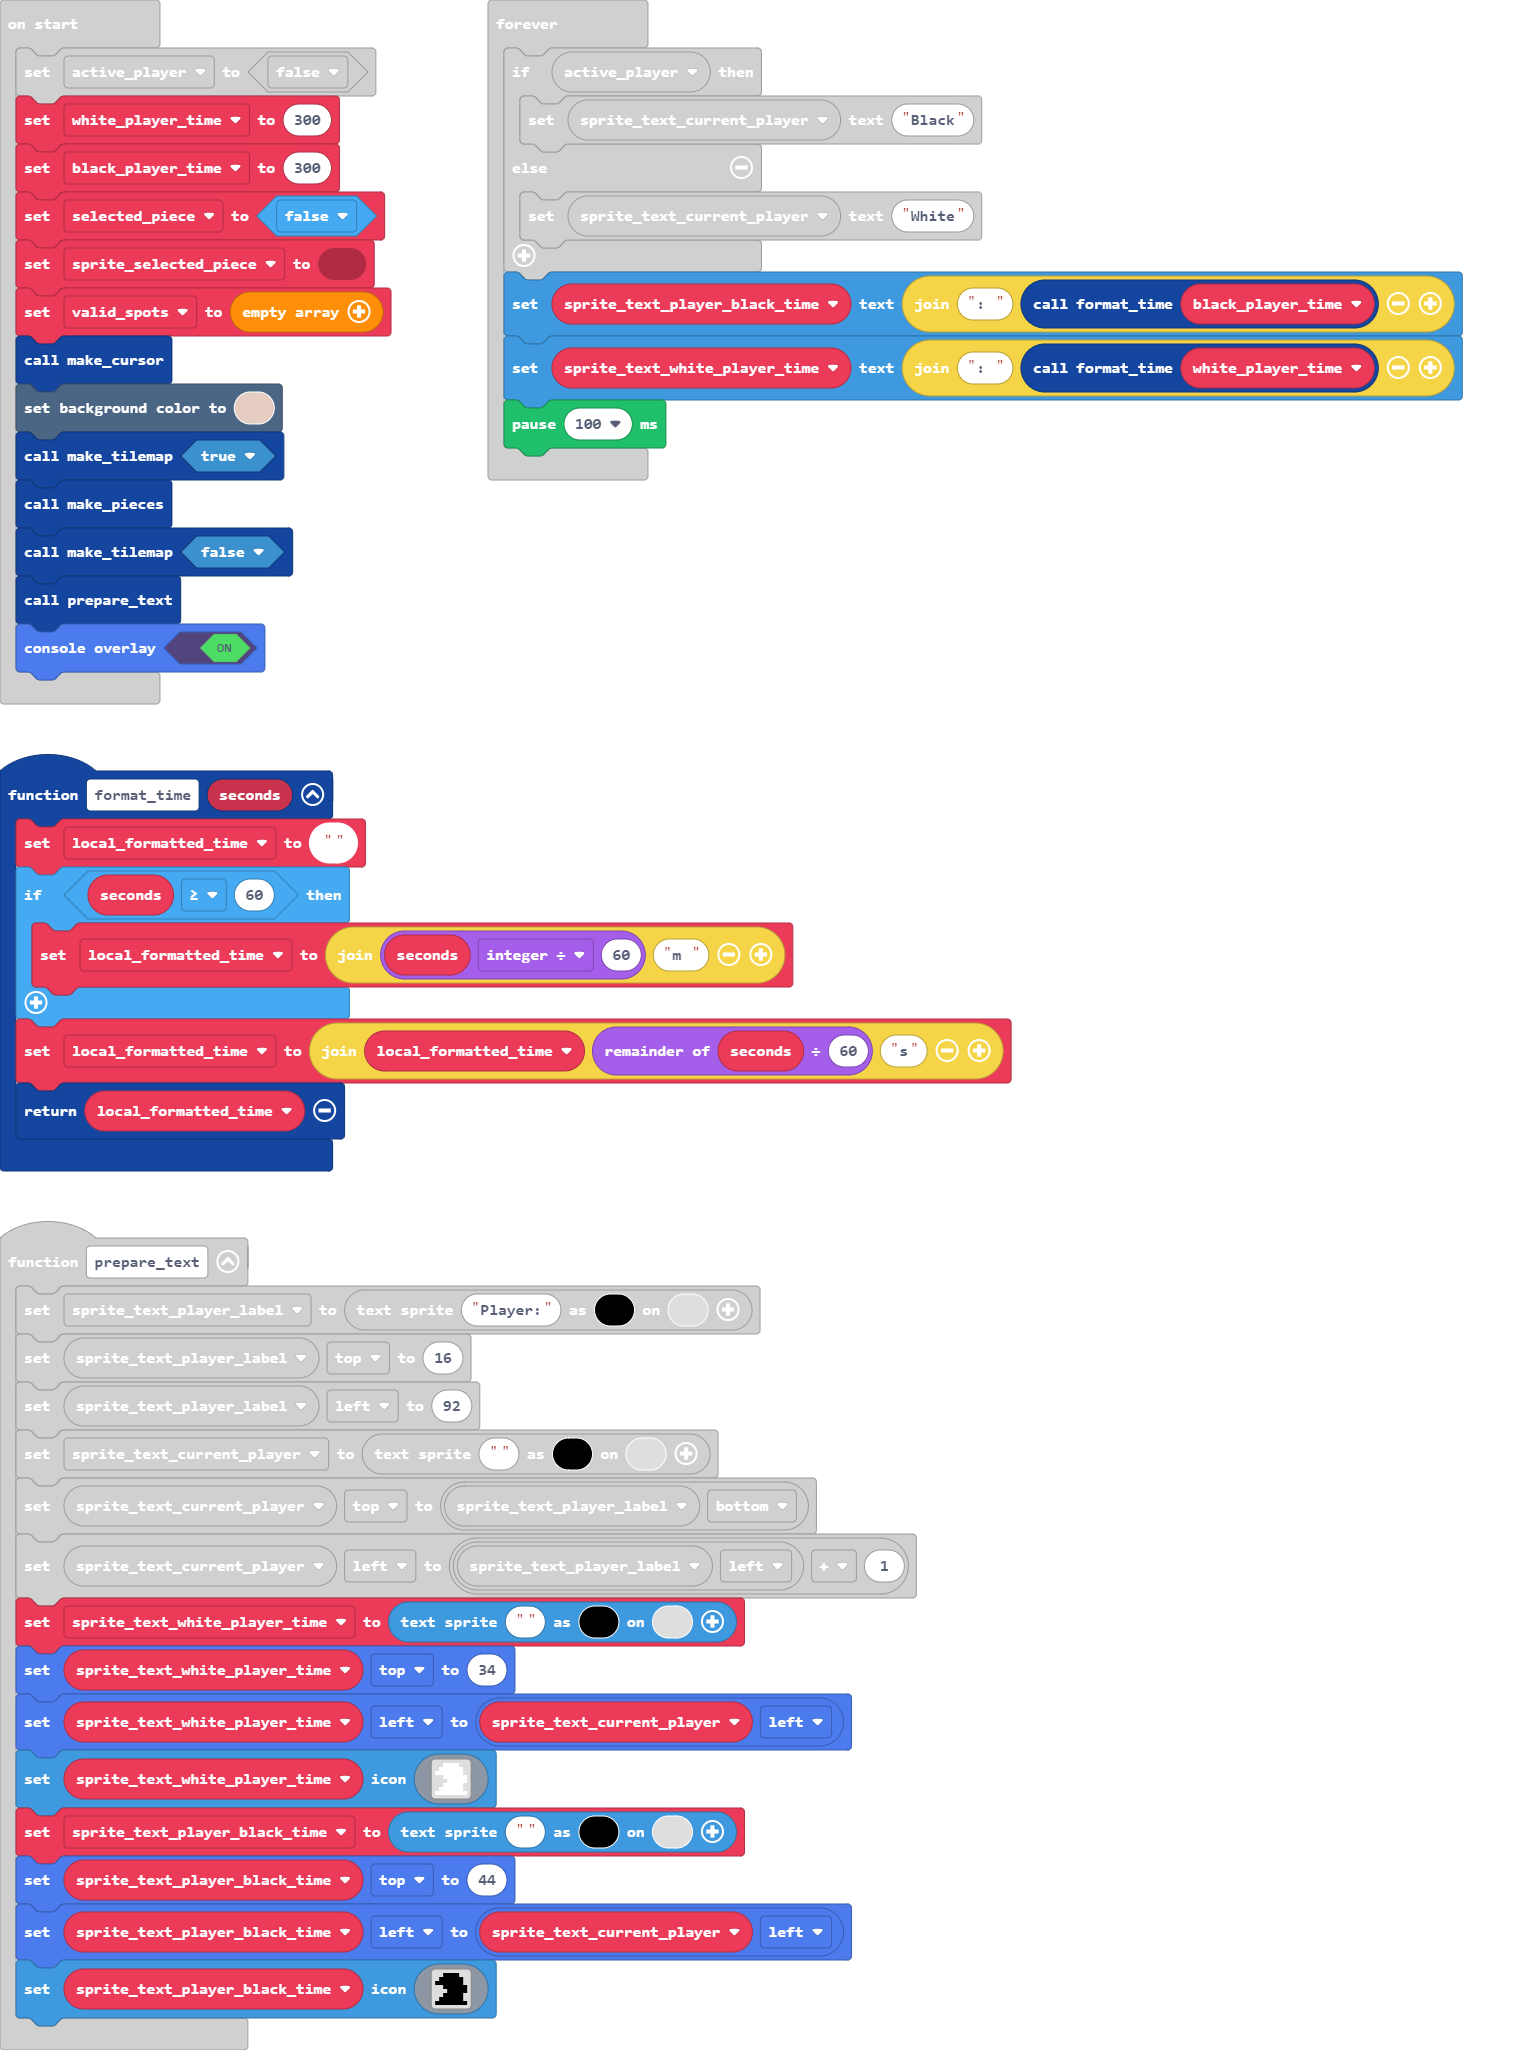 on start
set active_player to false
set white_player_time to 300
set black_player_time to 300
set selected_piece to false
set sprite_selected_piece to
set valid_spots to empty array
call make_cursor
set background color to
call make_tilemap true
call make_pieces
call make_tilemap false
call prepare_text
console overlay ON
forever
if active_player then
set sprite_text_current_player text "Black"
else
set sprite_text_current_player text "White"
set sprite_text_player_black_time text join ": " call format_time black_player_time
set sprite_text_white_player_time text join ": " call format_time white_player_time
pause 100 ms
function format_time seconds
set local_formatted_time to ""
if seconds ≥ 60 then
set local_formatted_time to join seconds integer ÷ 60 "m "
set local_formatted_time to join local_formatted_time remainder of seconds ÷ 60 "s"
return local_formatted_time
function prepare_text
set sprite_text_player_label to text sprite "Player:" as on
set sprite_text_player_label top to 16
set sprite_text_player_label left to 92
set sprite_text_current_player to text sprite "" as on
set sprite_text_current_player top to sprite_text_player_label bottom
set sprite_text_current_player left to sprite_text_player_label left + 1
set sprite_text_white_player_time to text sprite "" as on
set sprite_text_white_player_time top to 34
set sprite_text_white_player_time left to sprite_text_current_player left
set sprite_text_white_player_time icon
set sprite_text_player_black_time to text sprite "" as on
set sprite_text_player_black_time top to 44
set sprite_text_player_black_time left to sprite_text_current_player left
set sprite_text_player_black_time icon